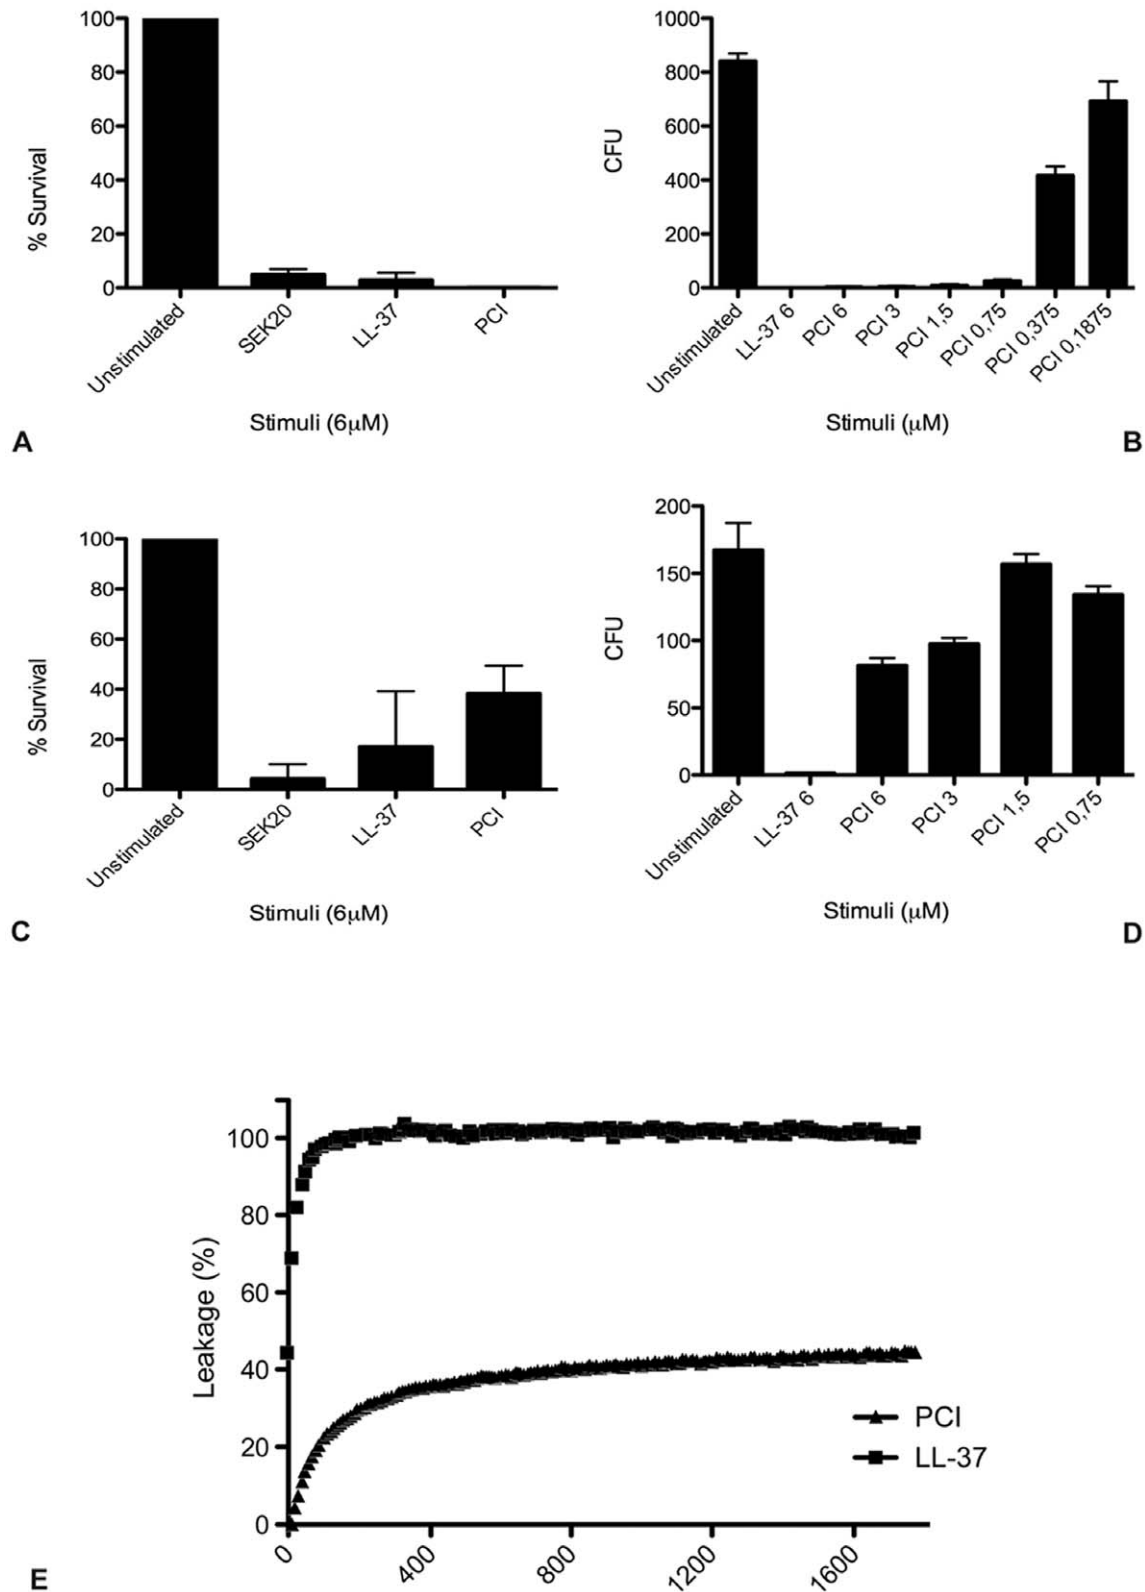 100
80
60
40
20
0
% Survival
Unstimulated
SEK20
LL-37
PCI
Stimuli (6μM)
A
1000
800
600
400
200
0
CFU
Unstimulated
LL-37 6
PCI 6
PCI 3
PCI 1,5
PCI 0,75
PCI 0,375
PCI 0,1875
Stimuli (μM)
B
100
80
60
40
20
0
% Survival
Unstimulated
SEK20
LL-37
PCI
Stimuli (6μM)
C
200
150
100
50
0
CFU
Unstimulated
LL-37 6
PCI 6
PCI 3
PCI 1,5
PCI 0,75
Stimuli (μM)
D
100
80
60
40
20
0
Leakage (%)
PCI
LL-37
0
400
800
1200
1600
E